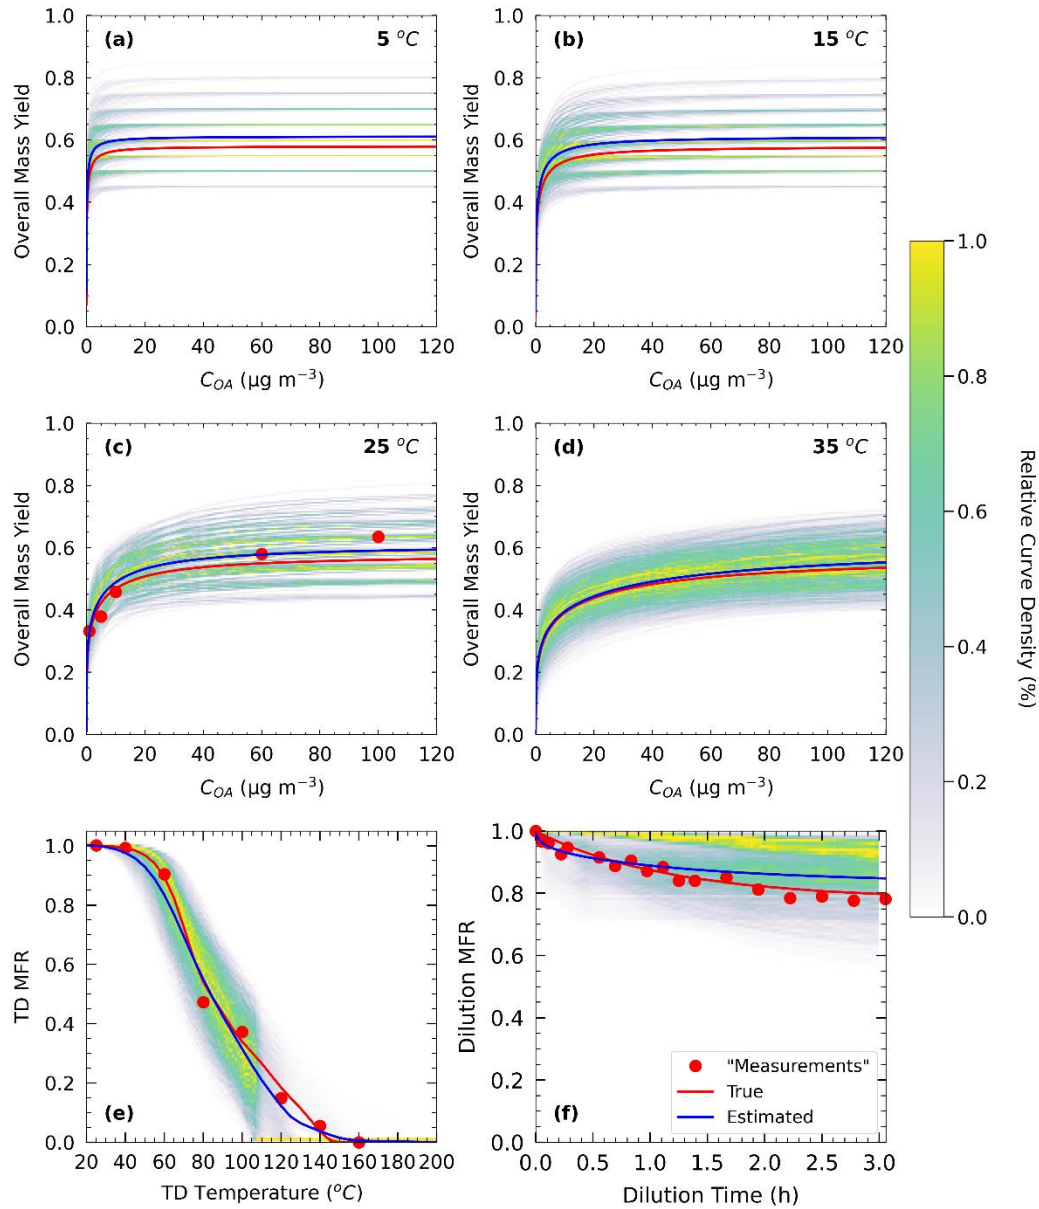 (a) 5 °C
Overall Mass Yield
1.0
0.8
0.6
0.4
0.2
0.0
0 20 40 60 80 100 120
C_OA (µg m⁻³)
(b) 15 °C
Overall Mass Yield
1.0
0.8
0.6
0.4
0.2
0.0
0 20 40 60 80 100 120
C_OA (µg m⁻³)
(c) 25 °C
Overall Mass Yield
1.0
0.8
0.6
0.4
0.2
0.0
0 20 40 60 80 100 120
C_OA (µg m⁻³)
(d) 35 °C
Overall Mass Yield
1.0
0.8
0.6
0.4
0.2
0.0
0 20 40 60 80 100 120
C_OA (µg m⁻³)
1.0
0.8
0.6
0.4
0.2
0.0
Relative Curve Density (%)
(e)
TD MFR
1.0
0.8
0.6
0.4
0.2
0.0
20 40 60 80 100 120 140 160 180 200
TD Temperature (°C)
(f)
Dilution MFR
1.0
0.8
0.6
0.4
0.2
0.0
"Measurements"
True
Estimated
0.0 0.5 1.0 1.5 2.0 2.5 3.0
Dilution Time (h)